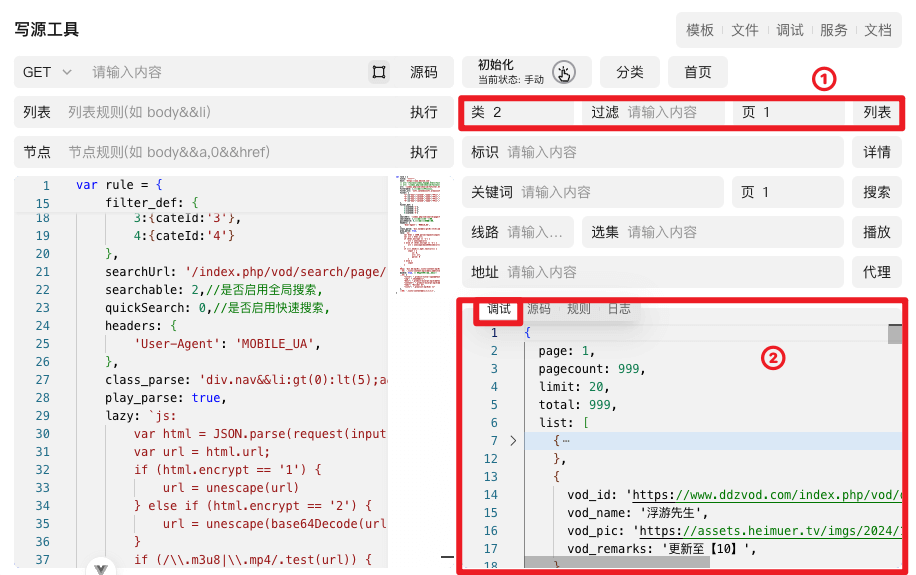 写源工具
模板 文件 调试 服务 文档
GET 请输入内容 源码
初始化
当前状态: 手动
分类 首页
①
列表 列表规则(如 body&&li) 执行
类 2 过滤 请输入内容 页 1 列表
节点 节点规则(如 body&&a,0&&href) 执行
标识 请输入内容 详情
关键词 请输入内容 页 1 搜索
线路 请输入... 选集 请输入内容 播放
地址 请输入内容 代理
1 var rule = {
15 filter_def: {
18 3:{cateId:'3'},
19 4:{cateId:'4'}
20 },
21 searchUrl: '/index.php/vod/search/page/
22 searchable: 2,//是否启用全局搜索,
23 quickSearch: 0,//是否启用快速搜索,
24 headers: {
25 'User-Agent': 'MOBILE_UA',
26 },
27 class_parse: 'div.nav&&li:gt(0):lt(5);a&
28 play_parse: true,
29 lazy: `js:
30 var html = JSON.parse(request(input
31 var url = html.url;
32 if (html.encrypt == '1') {
33 url = unescape(url)
34 } else if (html.encrypt == '2') {
35 url = unescape(base64Decode(url
36 }
37 if (/\\.m3u8|\\.mp4/.test(url)) {
调试 源码 规则 日志
②
1 {
2 page: 1,
3 pagecount: 999,
4 limit: 20,
5 total: 999,
6 list: [
7 {…
12 },
13 {
14 vod_id: 'https://www.ddzvod.com/index.php/vod/
15 vod_name: '浮游先生',
16 vod_pic: 'https://assets.heimuer.tv/imgs/2024/
17 vod_remarks: '更新至【10】',
18 }